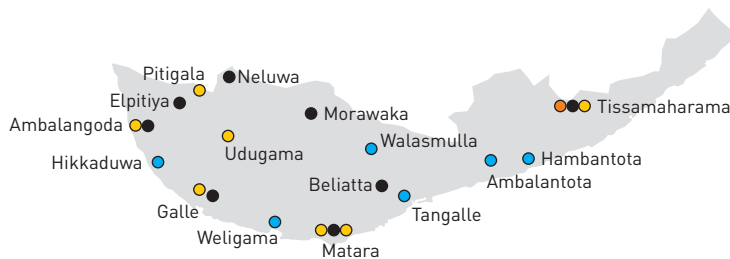 Pitigala
Neluwa
Elpitiya
Tissamaharama
Morawaka
Ambalangoda
Walasmulla
Udugama
Hikkaduwa
Hambantota
Ambalantota
Beliatta
Galle
Tangalle
Weligama
Matara